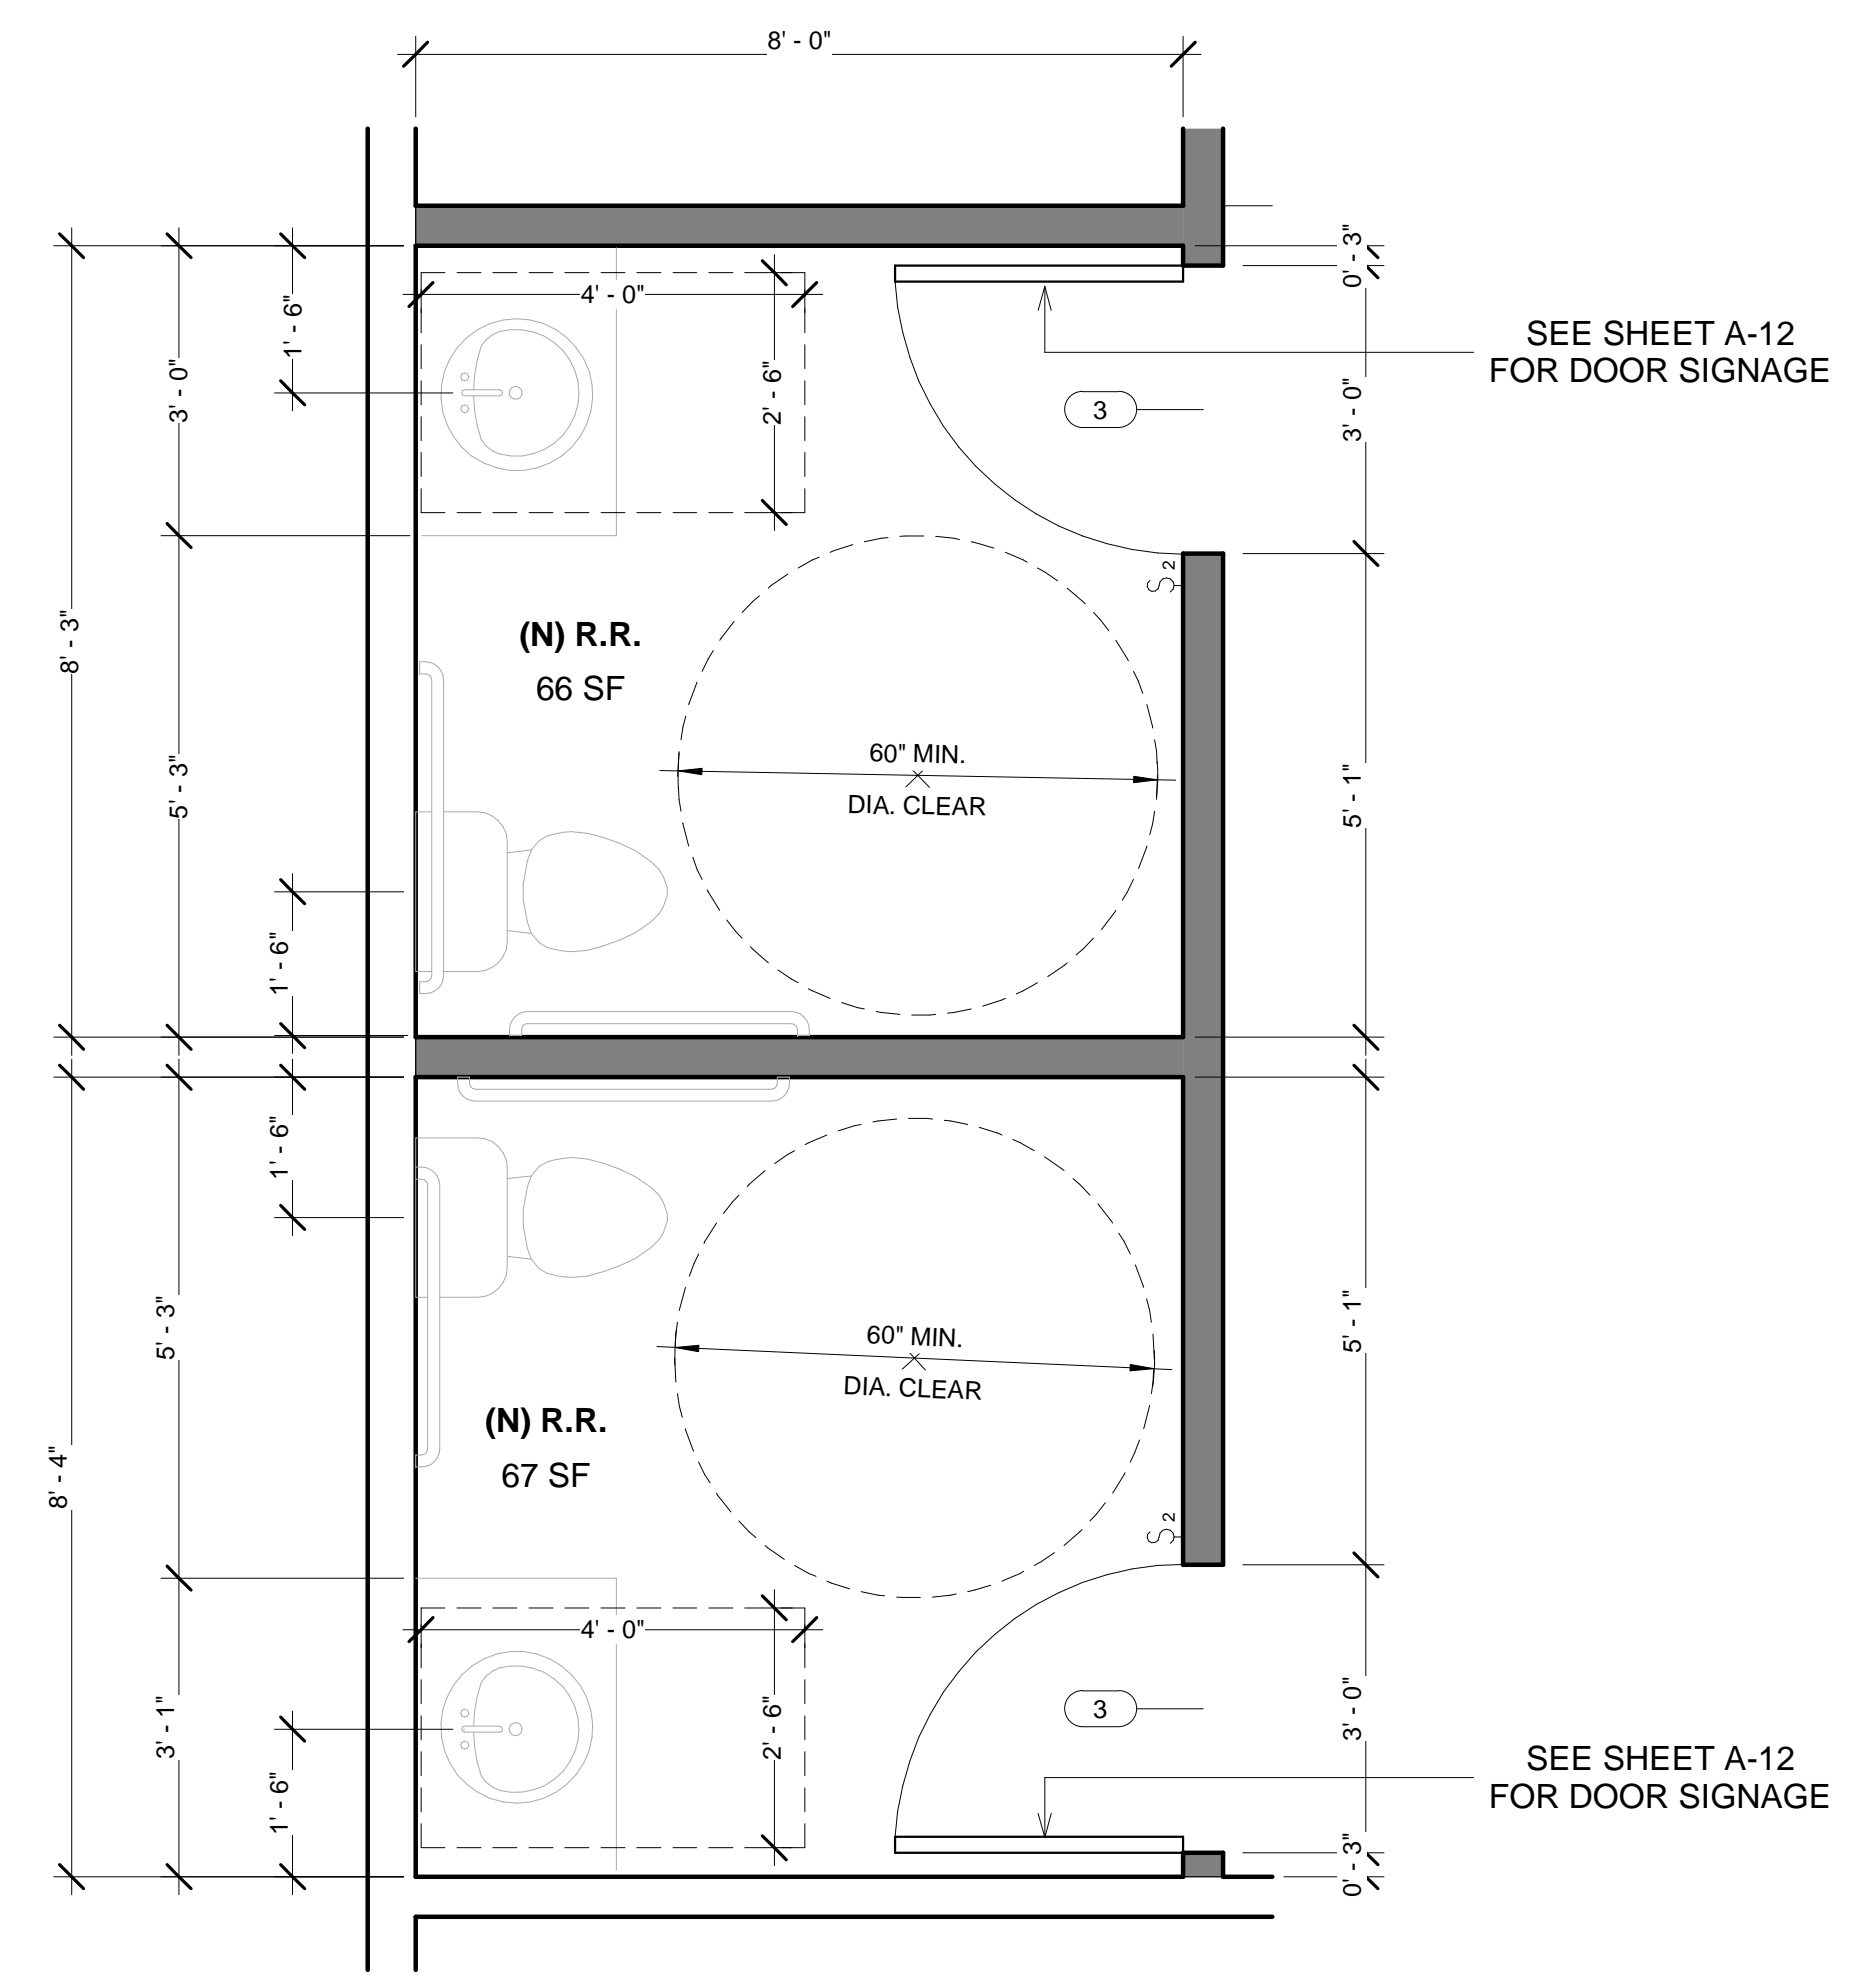 8' - 0"
0' - 3"
4' - 0"
1' - 6"
SEE SHEET A-12
FOR DOOR SIGNAGE
3' - 0"
2' - 6"
3' - 0"
3
S 2
8' - 3"
(N) R.R.
66 SF
60" MIN.
DIA. CLEAR
5' - 3"
5' - 1"
1' - 6"
1' - 6"
5' - 3"
5' - 1"
60" MIN.
DIA. CLEAR
(N) R.R.
67 SF
8' - 4"
S 2
4' - 0"
3' - 1"
2' - 6"
3
3' - 0"
SEE SHEET A-12
FOR DOOR SIGNAGE
1' - 6"
0' - 3"